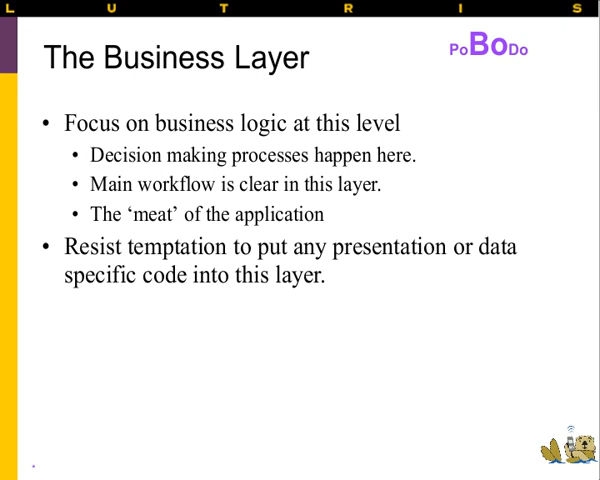 L U T R I S
The Business Layer
PoBoDo
• Focus on business logic at this level
• Decision making processes happen here.
• Main workflow is clear in this layer.
• The ‘meat’ of the application
• Resist temptation to put any presentation or data
specific code into this layer.